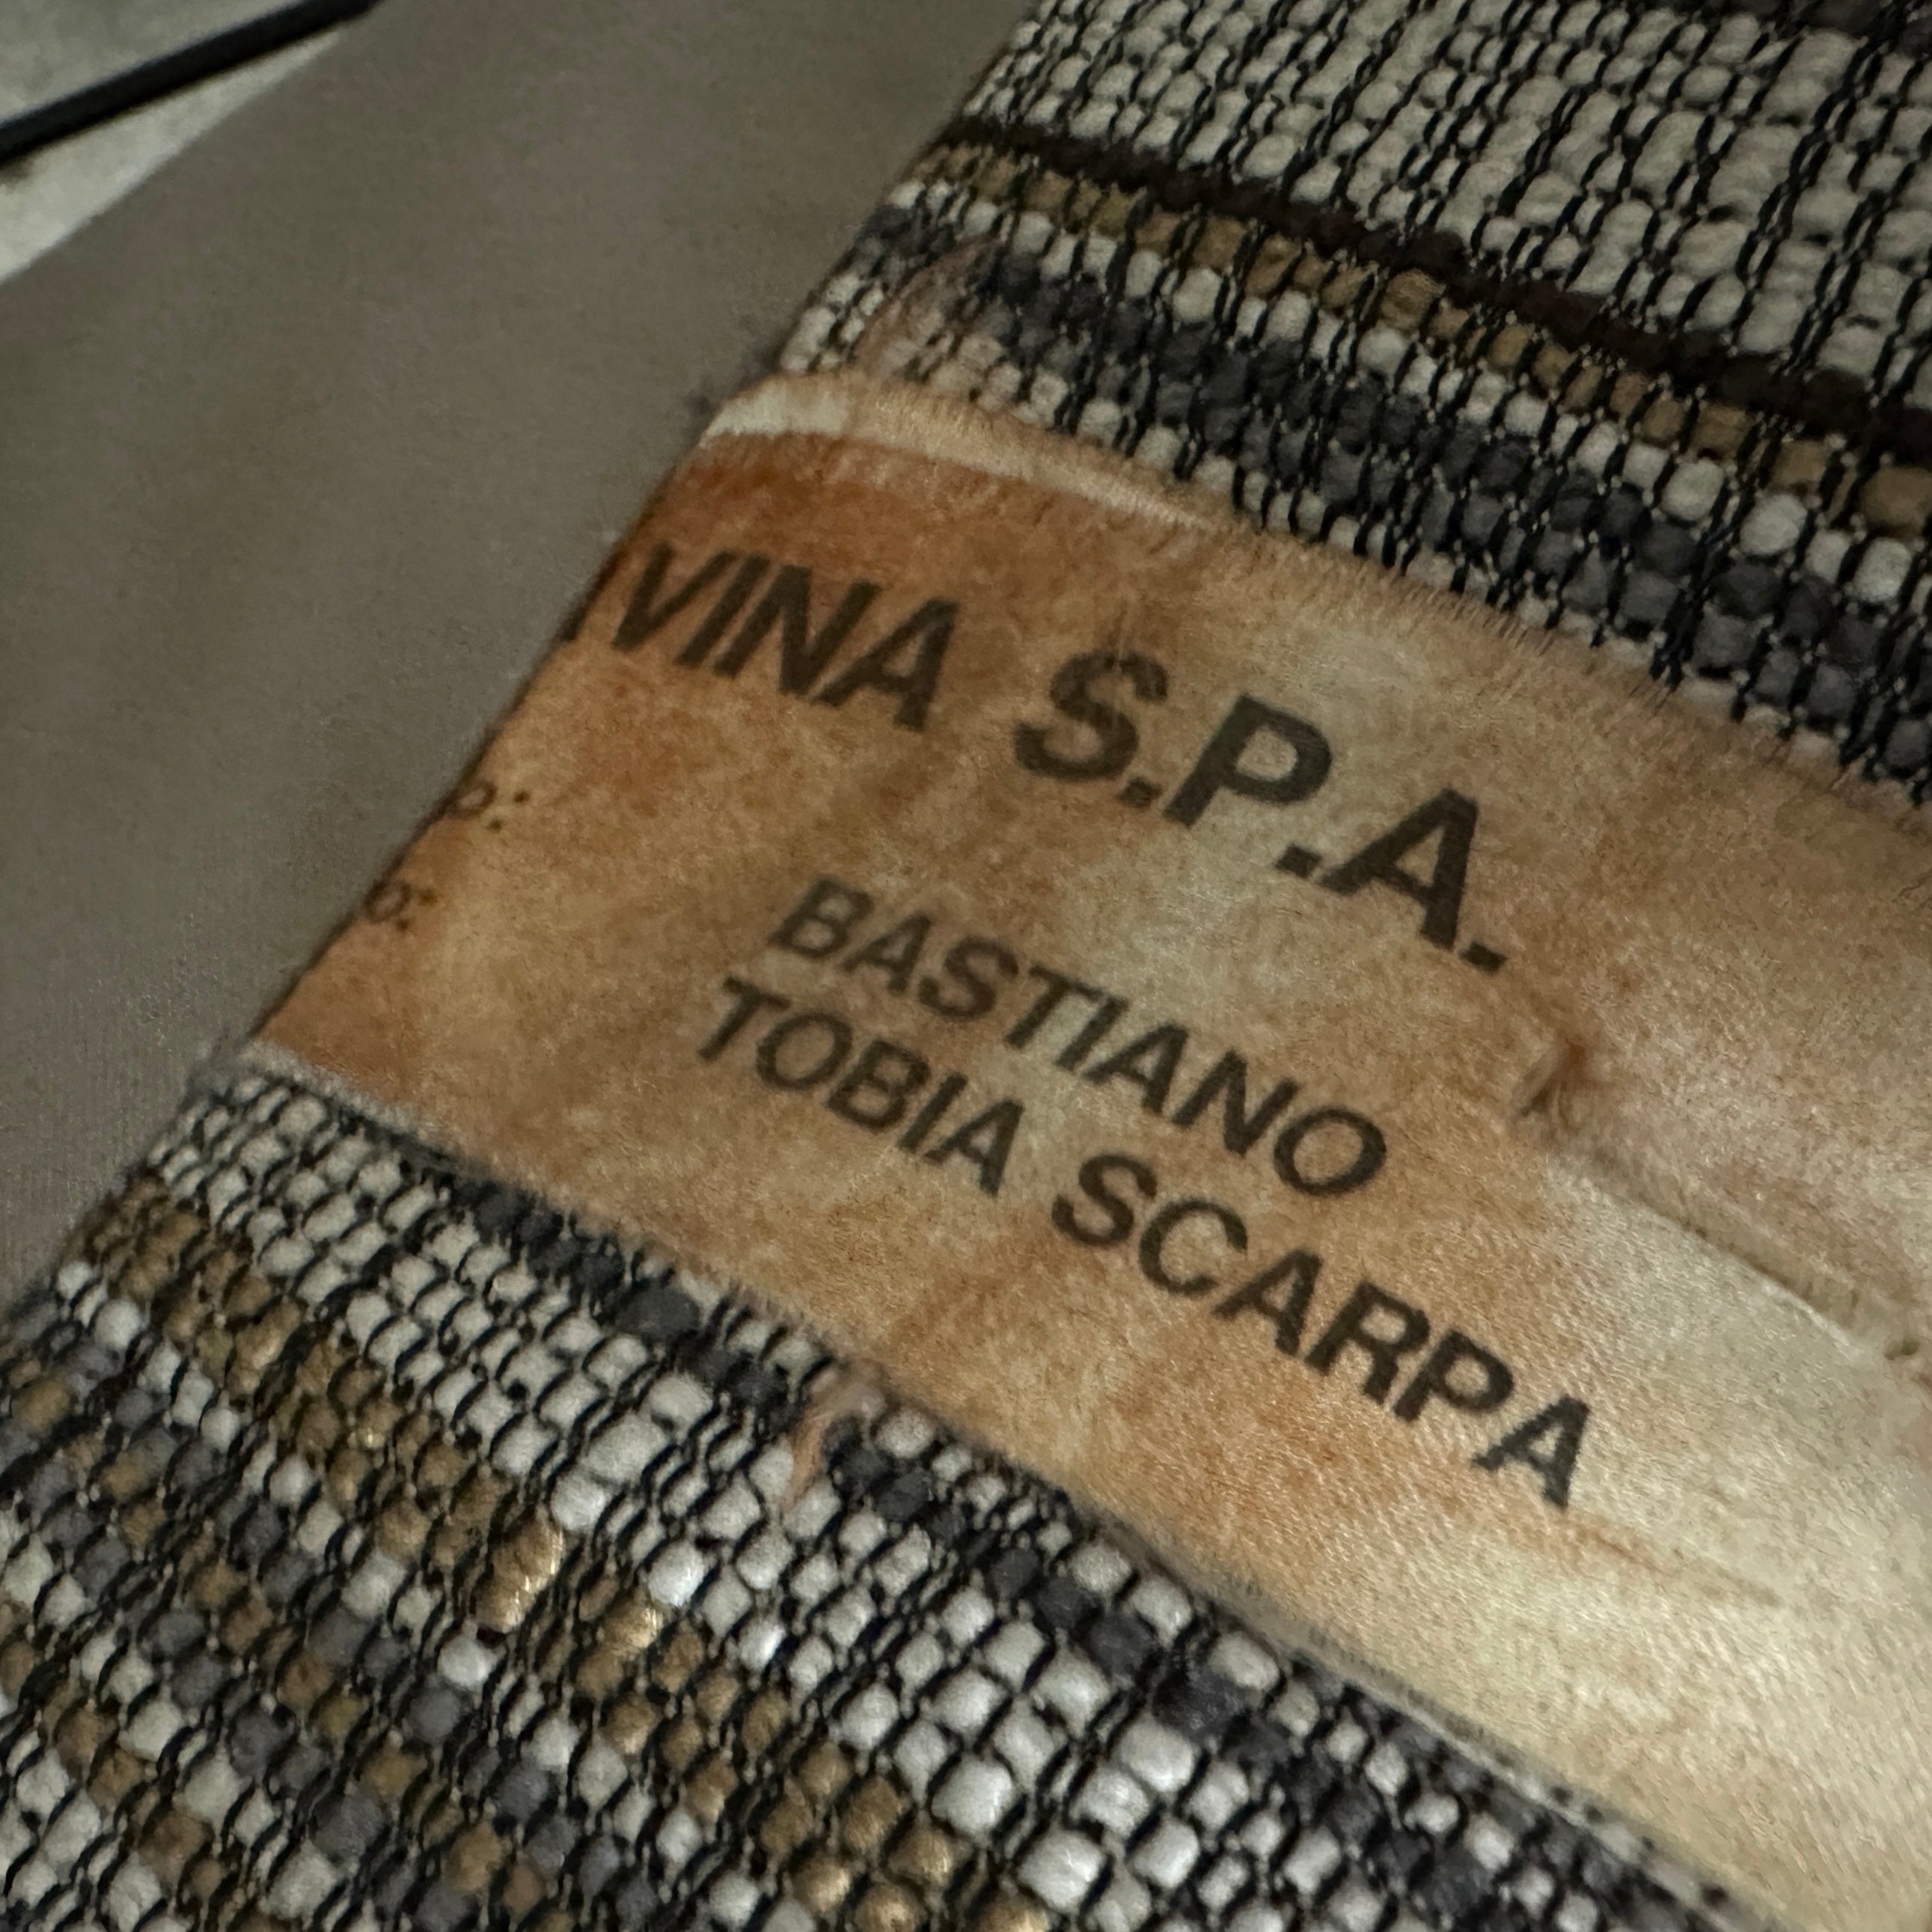 VINA S.P.A.
o:
o:
BASTIANO
TOBIA SCARPA